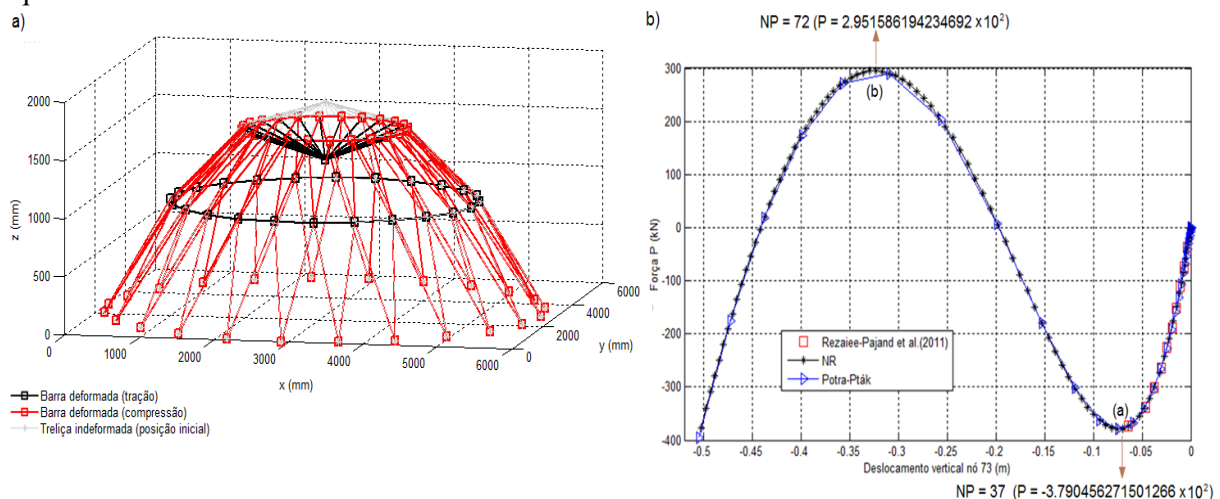 a)
2000
1500
1000
500
0
z (mm)
0
1000
2000
3000
4000
5000
6000
x (mm)
0
2000
4000
6000
y (mm)
Barra deformada (tração)
Barra deformada (compressão)
Treliça indeformada (posição inicial)
b)
NP = 72 (P = 2.951586194234692 x10²)
300
200
100
0
-100
-200
-300
-400
Força P (kN)
(b)
(a)
Rezaiee-Pajand et al.(2011)
NR
Potra-Pták
-0.5
-0.45
-0.4
-0.35
-0.3
-0.25
-0.2
-0.15
-0.1
-0.05
0
Deslocamento vertical nó 73 (m)
NP = 37 (P = -3.790456271501266 x10²)